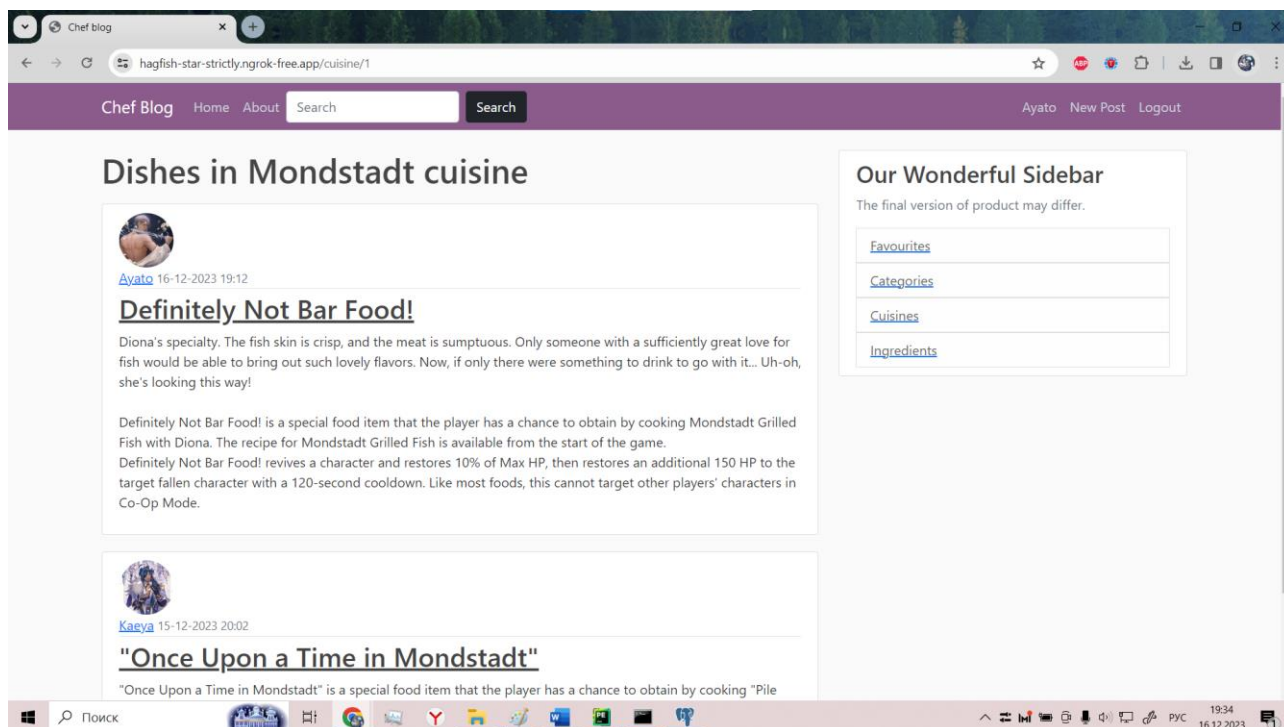 Chef blog
hagfish-star-strictly.ngrok-free.app/cuisine/1
ABP
Chef Blog Home About Search Search Ayato New Post Logout
Dishes in Mondstadt cuisine
Ayato 16-12-2023 19:12
Definitely Not Bar Food!
Diona's specialty. The fish skin is crisp, and the meat is sumptuous. Only someone with a sufficiently great love for
fish would be able to bring out such lovely flavors. Now, if only there were something to drink to go with it... Uh-oh,
she's looking this way!
Definitely Not Bar Food! is a special food item that the player has a chance to obtain by cooking Mondstadt Grilled
Fish with Diona. The recipe for Mondstadt Grilled Fish is available from the start of the game.
Definitely Not Bar Food! revives a character and restores 10% of Max HP, then restores an additional 150 HP to the
target fallen character with a 120-second cooldown. Like most foods, this cannot target other players' characters in
Co-Op Mode.
Kaeya 15-12-2023 20:02
"Once Upon a Time in Mondstadt"
"Once Upon a Time in Mondstadt" is a special food item that the player has a chance to obtain by cooking "Pile
Our Wonderful Sidebar
The final version of product may differ.
Favourites
Categories
Cuisines
Ingredients
Поиск
РУС
19:34
16.12.2023